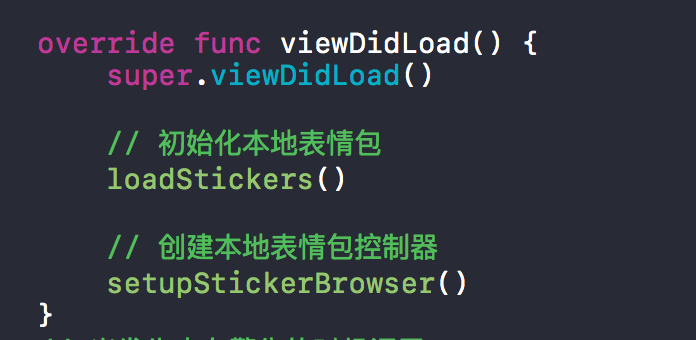 override func viewDidLoad() {
super.viewDidLoad()
// 初始化本地表情包
loadStickers()
// 创建本地表情包控制器
setupStickerBrowser()
}